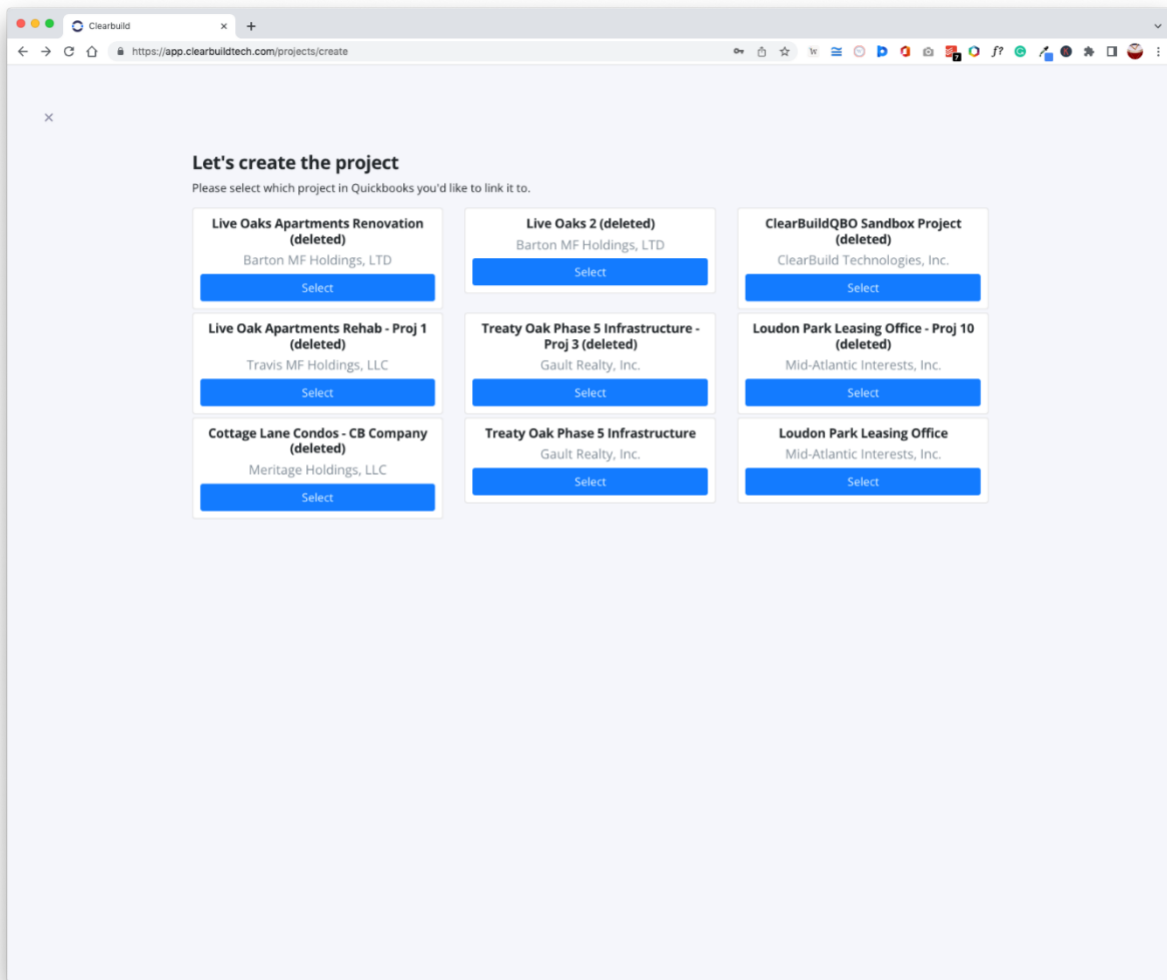 Clearbuild
https://app.clearbuildtech.com/projects/create
W
f?
7
Let's create the project
Please select which project in Quickbooks you'd like to link it to.
Live Oaks Apartments Renovation
(deleted)
Barton MF Holdings, LTD
Select
Live Oaks 2 (deleted)
Barton MF Holdings, LTD
Select
ClearBuildQBO Sandbox Project
(deleted)
ClearBuild Technologies, Inc.
Select
Live Oak Apartments Rehab - Proj 1
(deleted)
Travis MF Holdings, LLC
Select
Treaty Oak Phase 5 Infrastructure -
Proj 3 (deleted)
Gault Realty, Inc.
Select
Loudon Park Leasing Office - Proj 10
(deleted)
Mid-Atlantic Interests, Inc.
Select
Cottage Lane Condos - CB Company
(deleted)
Meritage Holdings, LLC
Select
Treaty Oak Phase 5 Infrastructure
Gault Realty, Inc.
Select
Loudon Park Leasing Office
Mid-Atlantic Interests, Inc.
Select